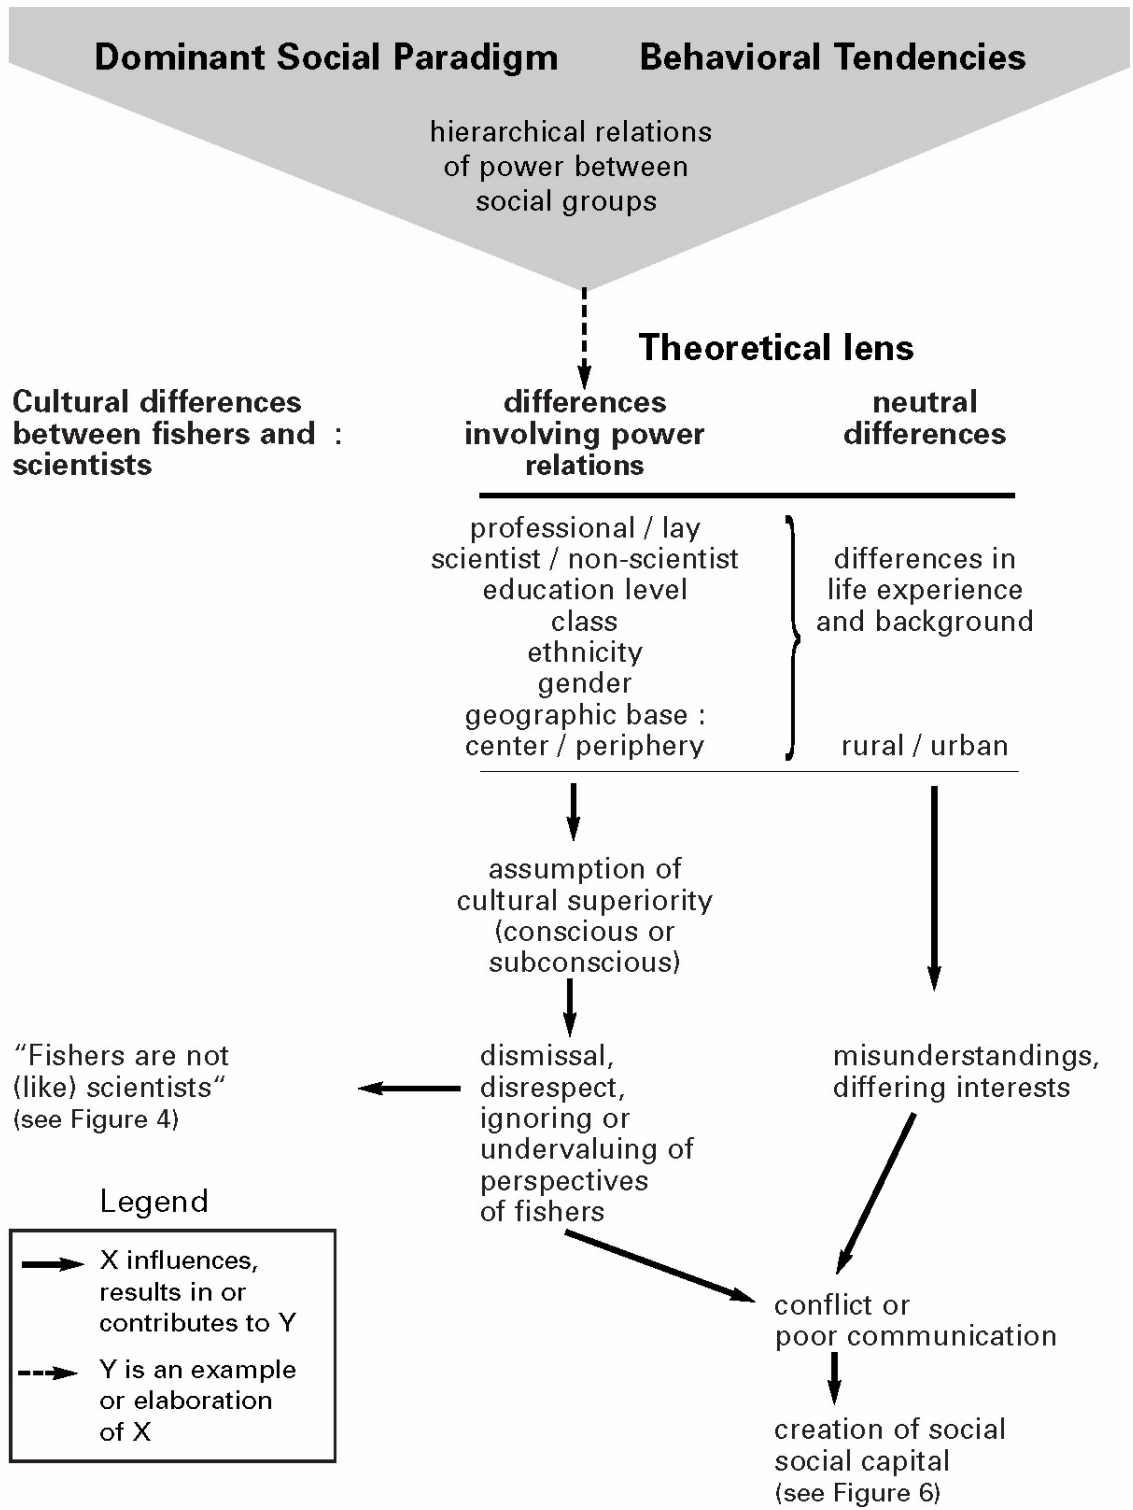 Dominant Social Paradigm
Behavioral Tendencies
hierarchical relations
of power between
social groups
Theoretical lens
Cultural differences
between fishers and :
scientists
differences
involving power
relations
neutral
differences
professional / lay
scientist / non-scientist
education level
class
ethnicity
gender
geographic base :
center / periphery
differences in
life experience
and background
rural / urban
assumption of
cultural superiority
(conscious or
subconscious)
"Fishers are not
(like) scientists"
(see Figure 4)
dismissal,
disrespect,
ignoring or
undervaluing of
perspectives
of fishers
misunderstandings,
differing interests
Legend
X influences,
results in or
contributes to Y
Y is an example
or elaboration
of X
conflict or
poor communication
creation of social
social capital
(see Figure 6)